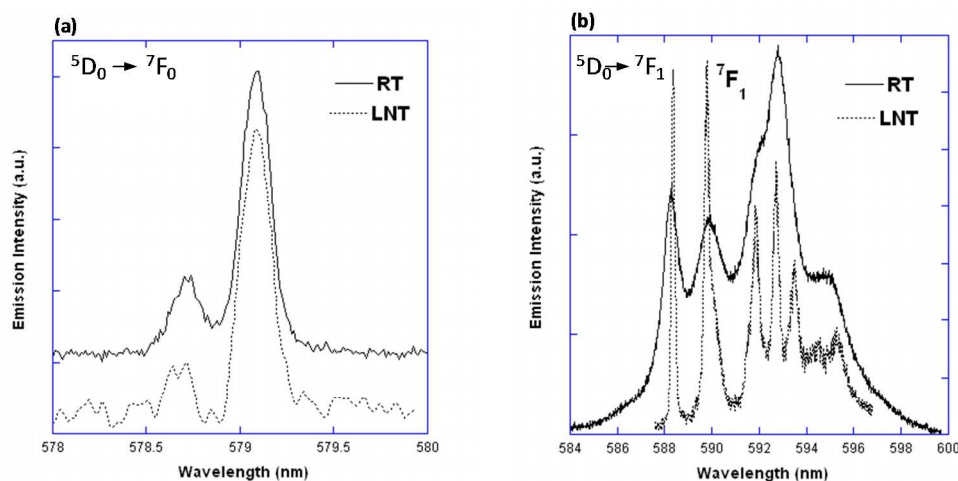 (a)
⁵D₀ → ⁷F₀
RT
LNT
Emission Intensity (a.u.)
578 578.5 579 579.5 580
Wavelength (nm)
(b)
⁵D₀ → ⁷F₁
⁷F₁
RT
LNT
Emission Intensity (a.u.)
584 586 588 590 592 594 596 598 600
Wavelength (nm)